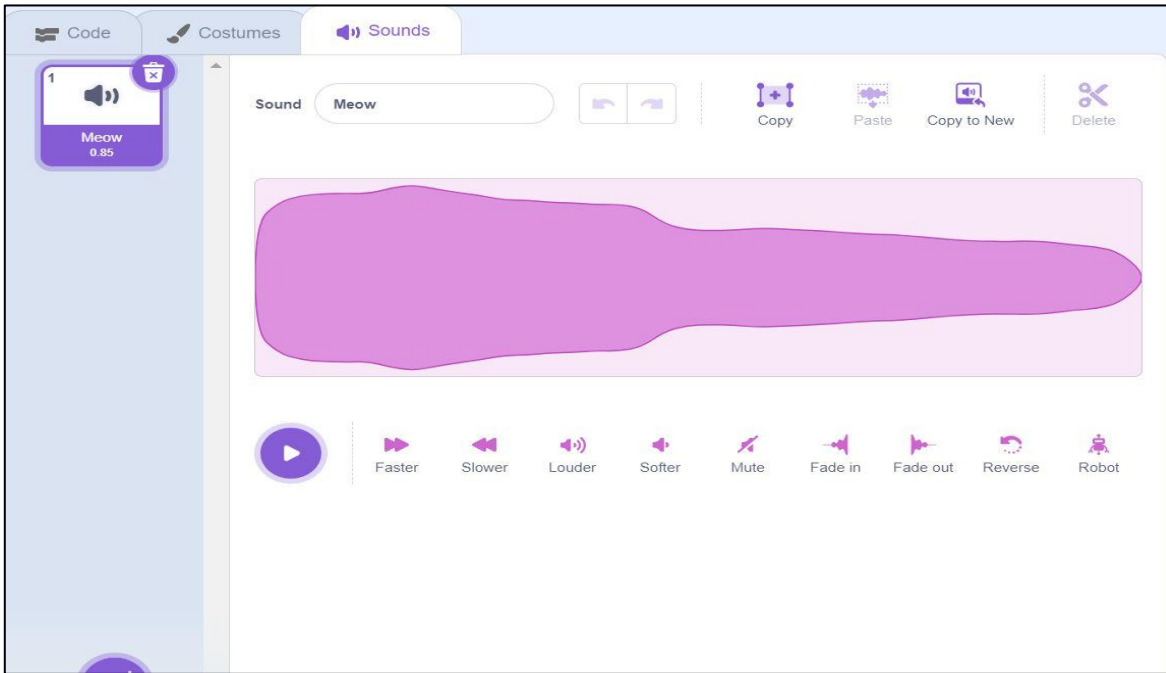 Code Costumes Sounds
1
Meow
0.85
Sound Meow
Copy Paste Copy to New Delete
Faster Slower Louder Softer Mute Fade in Fade out Reverse Robot